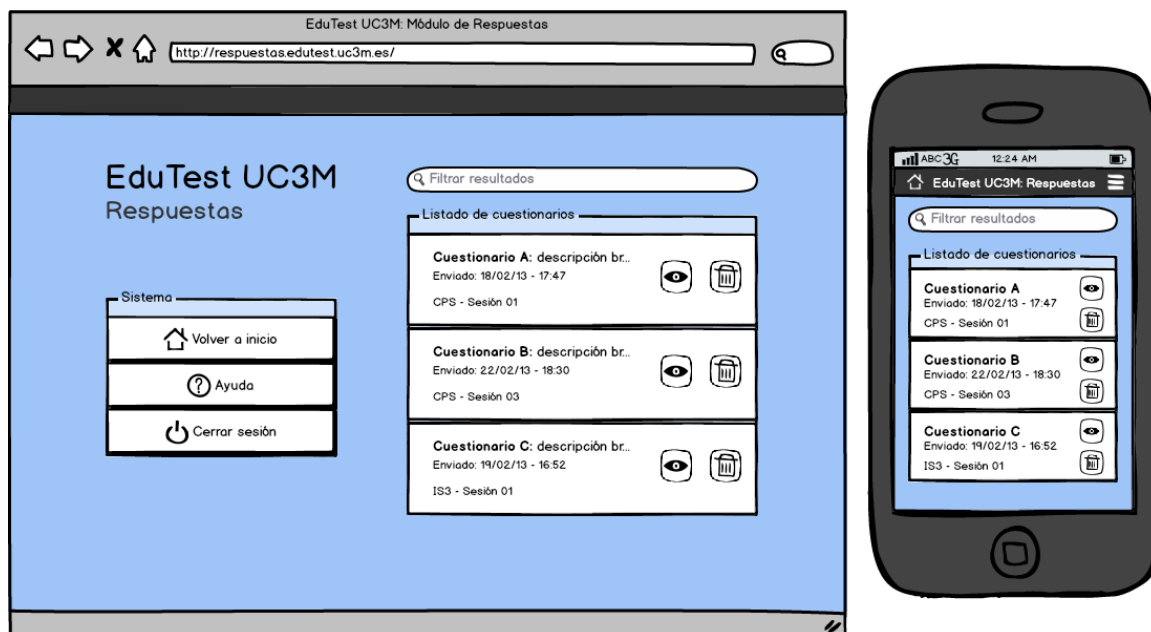 EduTest UC3M: Módulo de Respuestas
http://respuestas.edutest.uc3m.es/
EduTest UC3M
Respuestas
Sistema
Volver a inicio
Ayuda
Cerrar sesión
Filtrar resultados
Listado de cuestionarios
Cuestionario A: descripción br...
Enviado: 18/02/13 - 17:47
CPS - Sesión 01
Cuestionario B: descripción br...
Enviado: 22/02/13 - 18:30
CPS - Sesión 03
Cuestionario C: descripción br...
Enviado: 19/02/13 - 16:52
IS3 - Sesión 01
ABC 3G 12:24 AM
EduTest UC3M: Respuestas
Filtrar resultados
Listado de cuestionarios
Cuestionario A
Enviado: 18/02/13 - 17:47
CPS - Sesión 01
Cuestionario B
Enviado: 22/02/13 - 18:30
CPS - Sesión 03
Cuestionario C
Enviado: 19/02/13 - 16:52
IS3 - Sesión 01